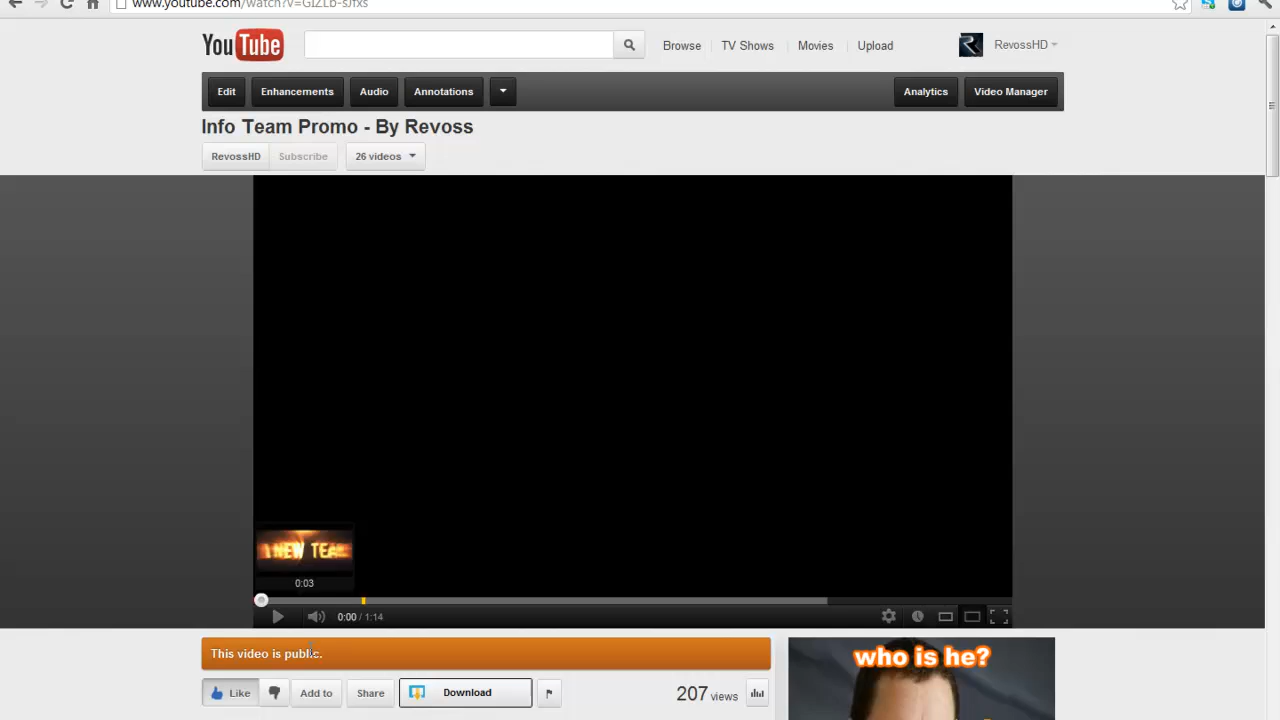 www.youtube.com/watch?v=GIZLb-sJfxs
YouTube
Browse
TV Shows
Movies
Upload
RevossHD
Edit
Enhancements
Audio
Annotations
Analytics
Video Manager
Info Team Promo - By Revoss
RevossHD
Subscribe
26 videos
NEW TEA
0:03
0:00 / 1:14
This video is public.
who is he?
Like
Add to
Share
Download
207 views